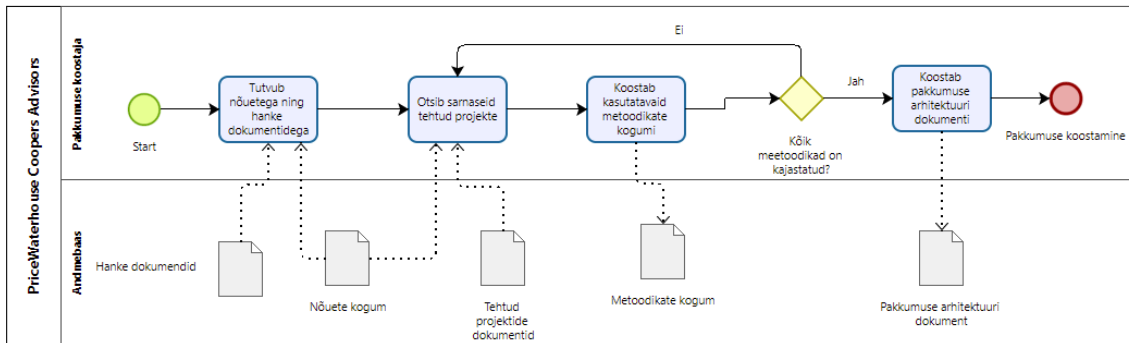 PriceWaterhouse Coopers Advisors
Pakkumuse koostaja
Start
Tutvub
nõuetega ning
hanke
dokumentidega
Otsib sarnaseid
tehtud projekte
Koostab
kasutatavaid
metoodikate
kogumi
Ei
Kõik
meetoodikad on
kajastatud?
Jah
Koostab
pakkumuse
arhitektuuri
dokumenti
Pakkumuse koostamine
Andmebaas
Hanke dokumendid
Nõuete kogum
Tehtud
projektide
dokumentid
Metoodikate kogum
Pakkumuse arhitektuuri
dokument